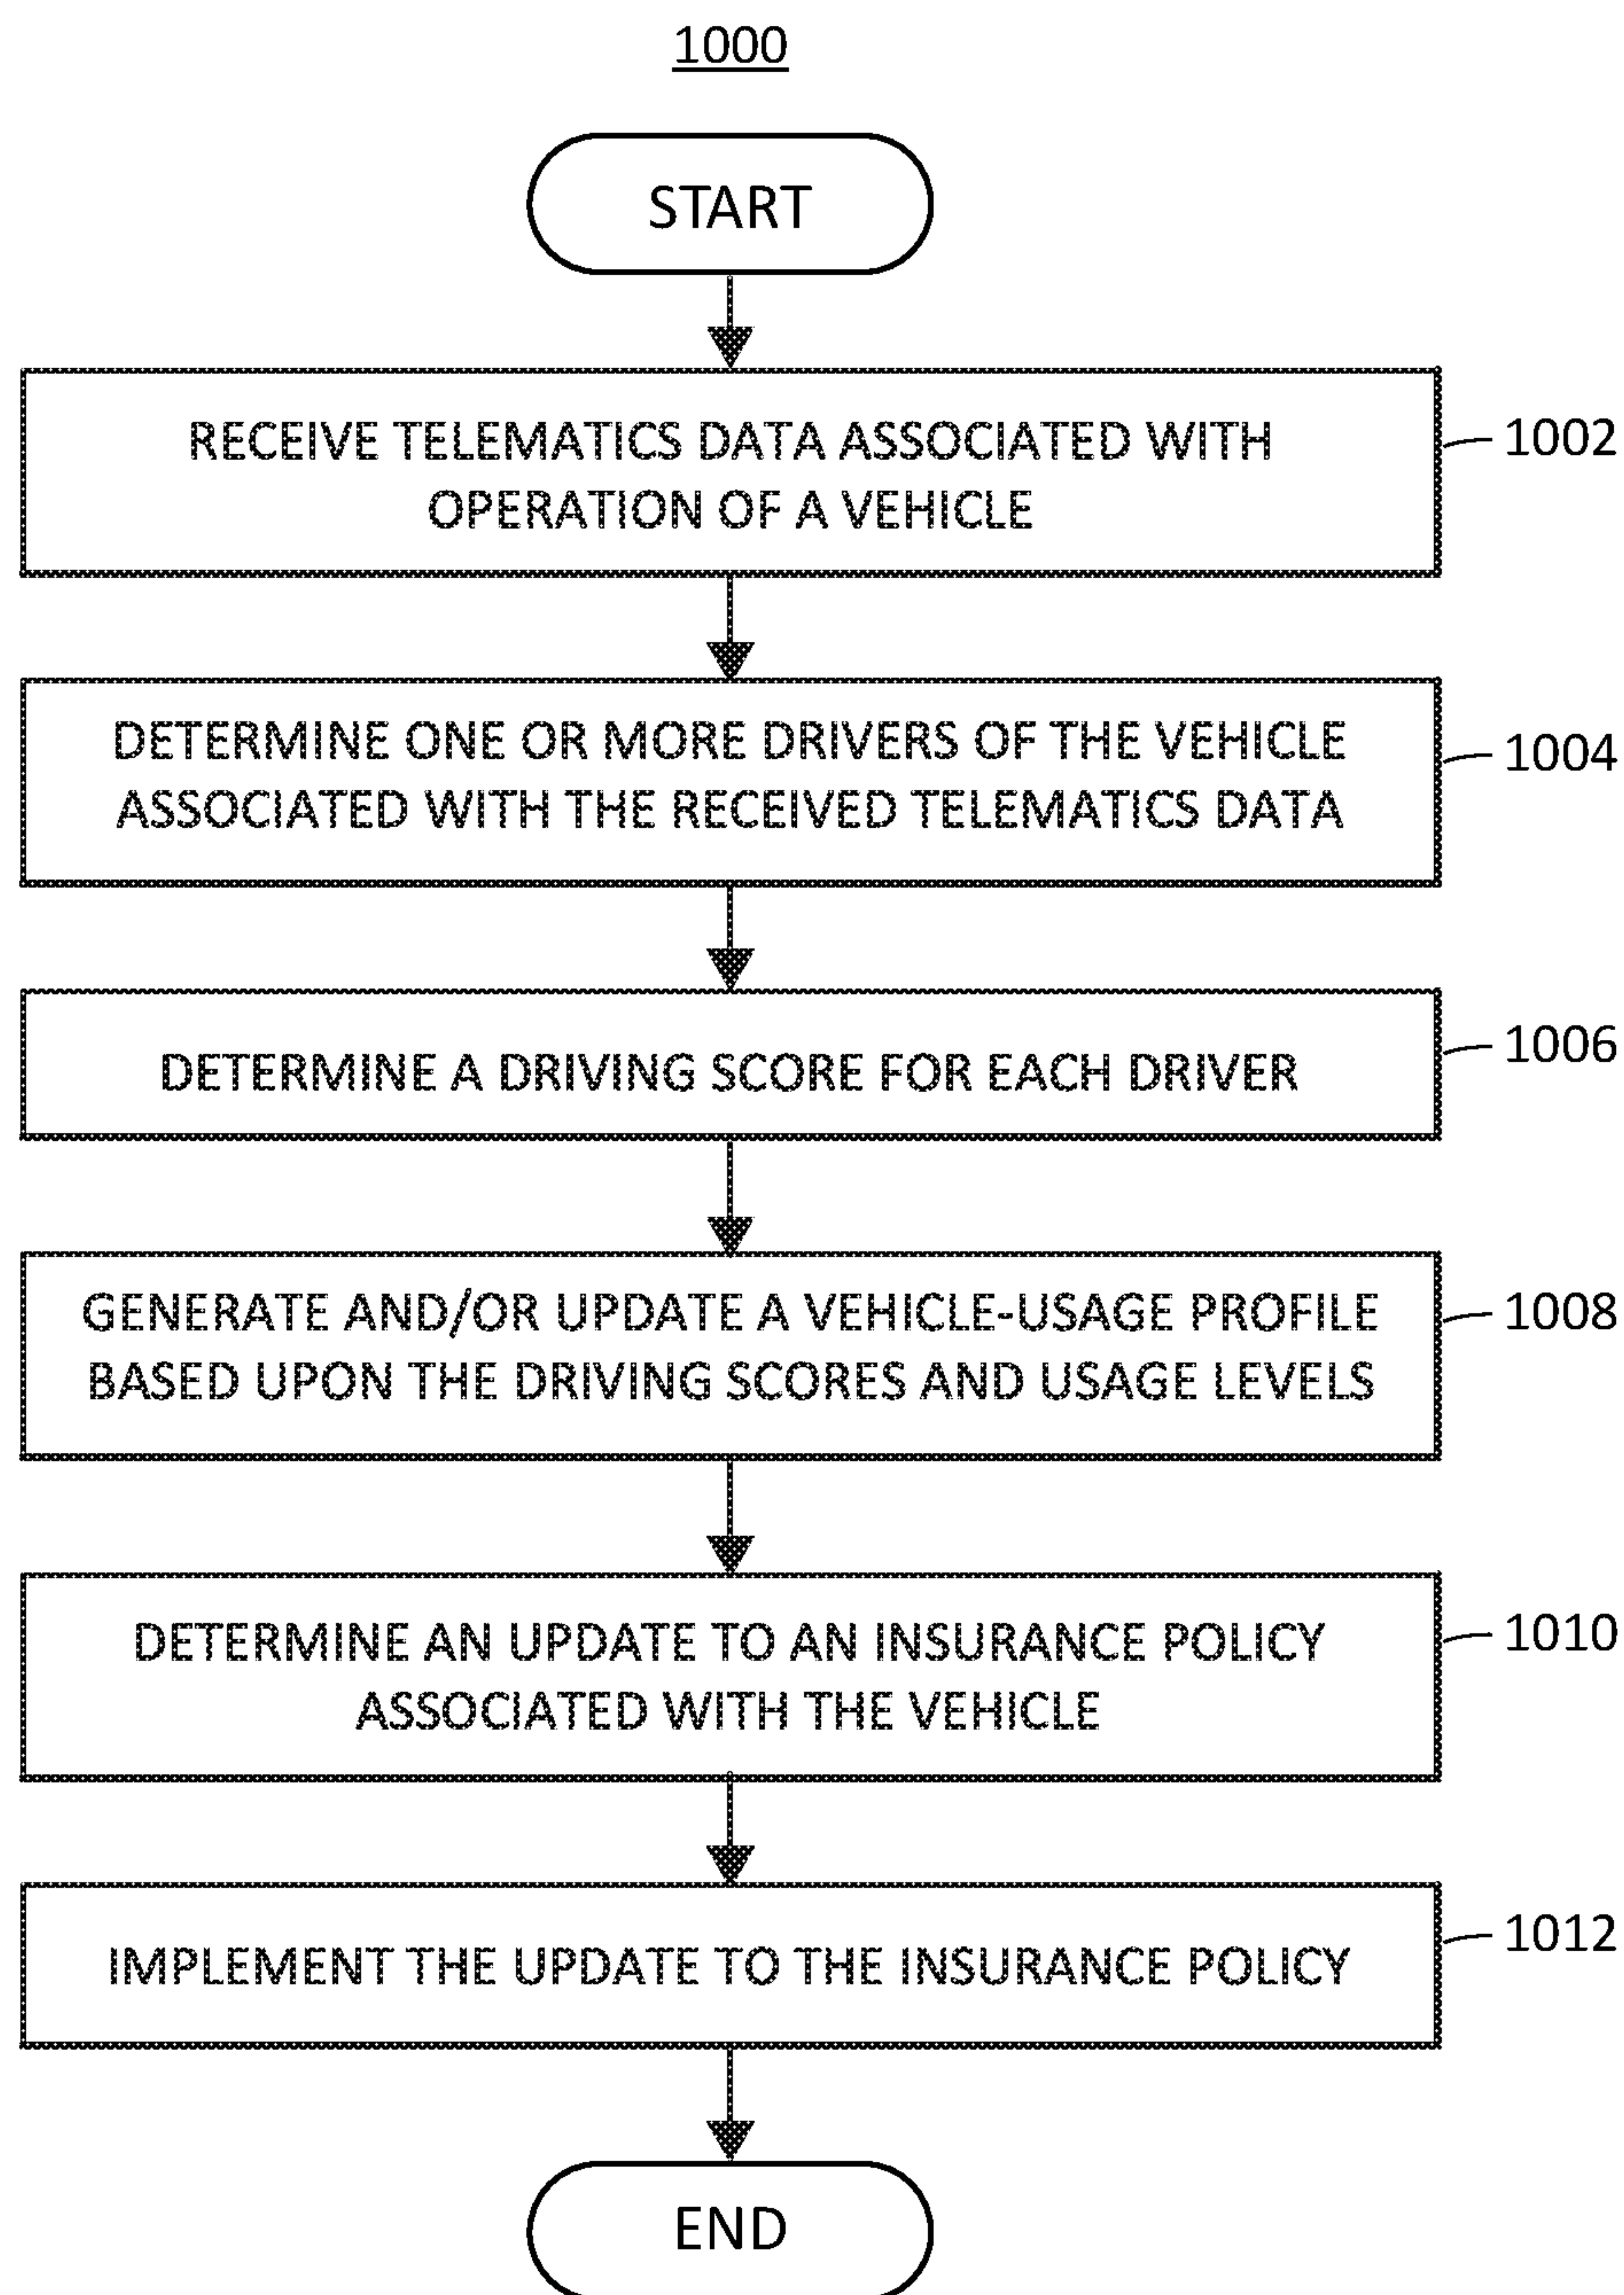 1000
START
RECEIVE TELEMATICS DATA ASSOCIATED WITH
OPERATION OF A VEHICLE
1002
DETERMINE ONE OR MORE DRIVERS OF THE VEHICLE
ASSOCIATED WITH THE RECEIVED TELEMATICS DATA
1004
DETERMINE A DRIVING SCORE FOR EACH DRIVER
1006
GENERATE AND/OR UPDATE A VEHICLE-USAGE PROFILE
BASED UPON THE DRIVING SCORES AND USAGE LEVELS
1008
DETERMINE AN UPDATE TO AN INSURANCE POLICY
ASSOCIATED WITH THE VEHICLE
1010
IMPLEMENT THE UPDATE TO THE INSURANCE POLICY
1012
END